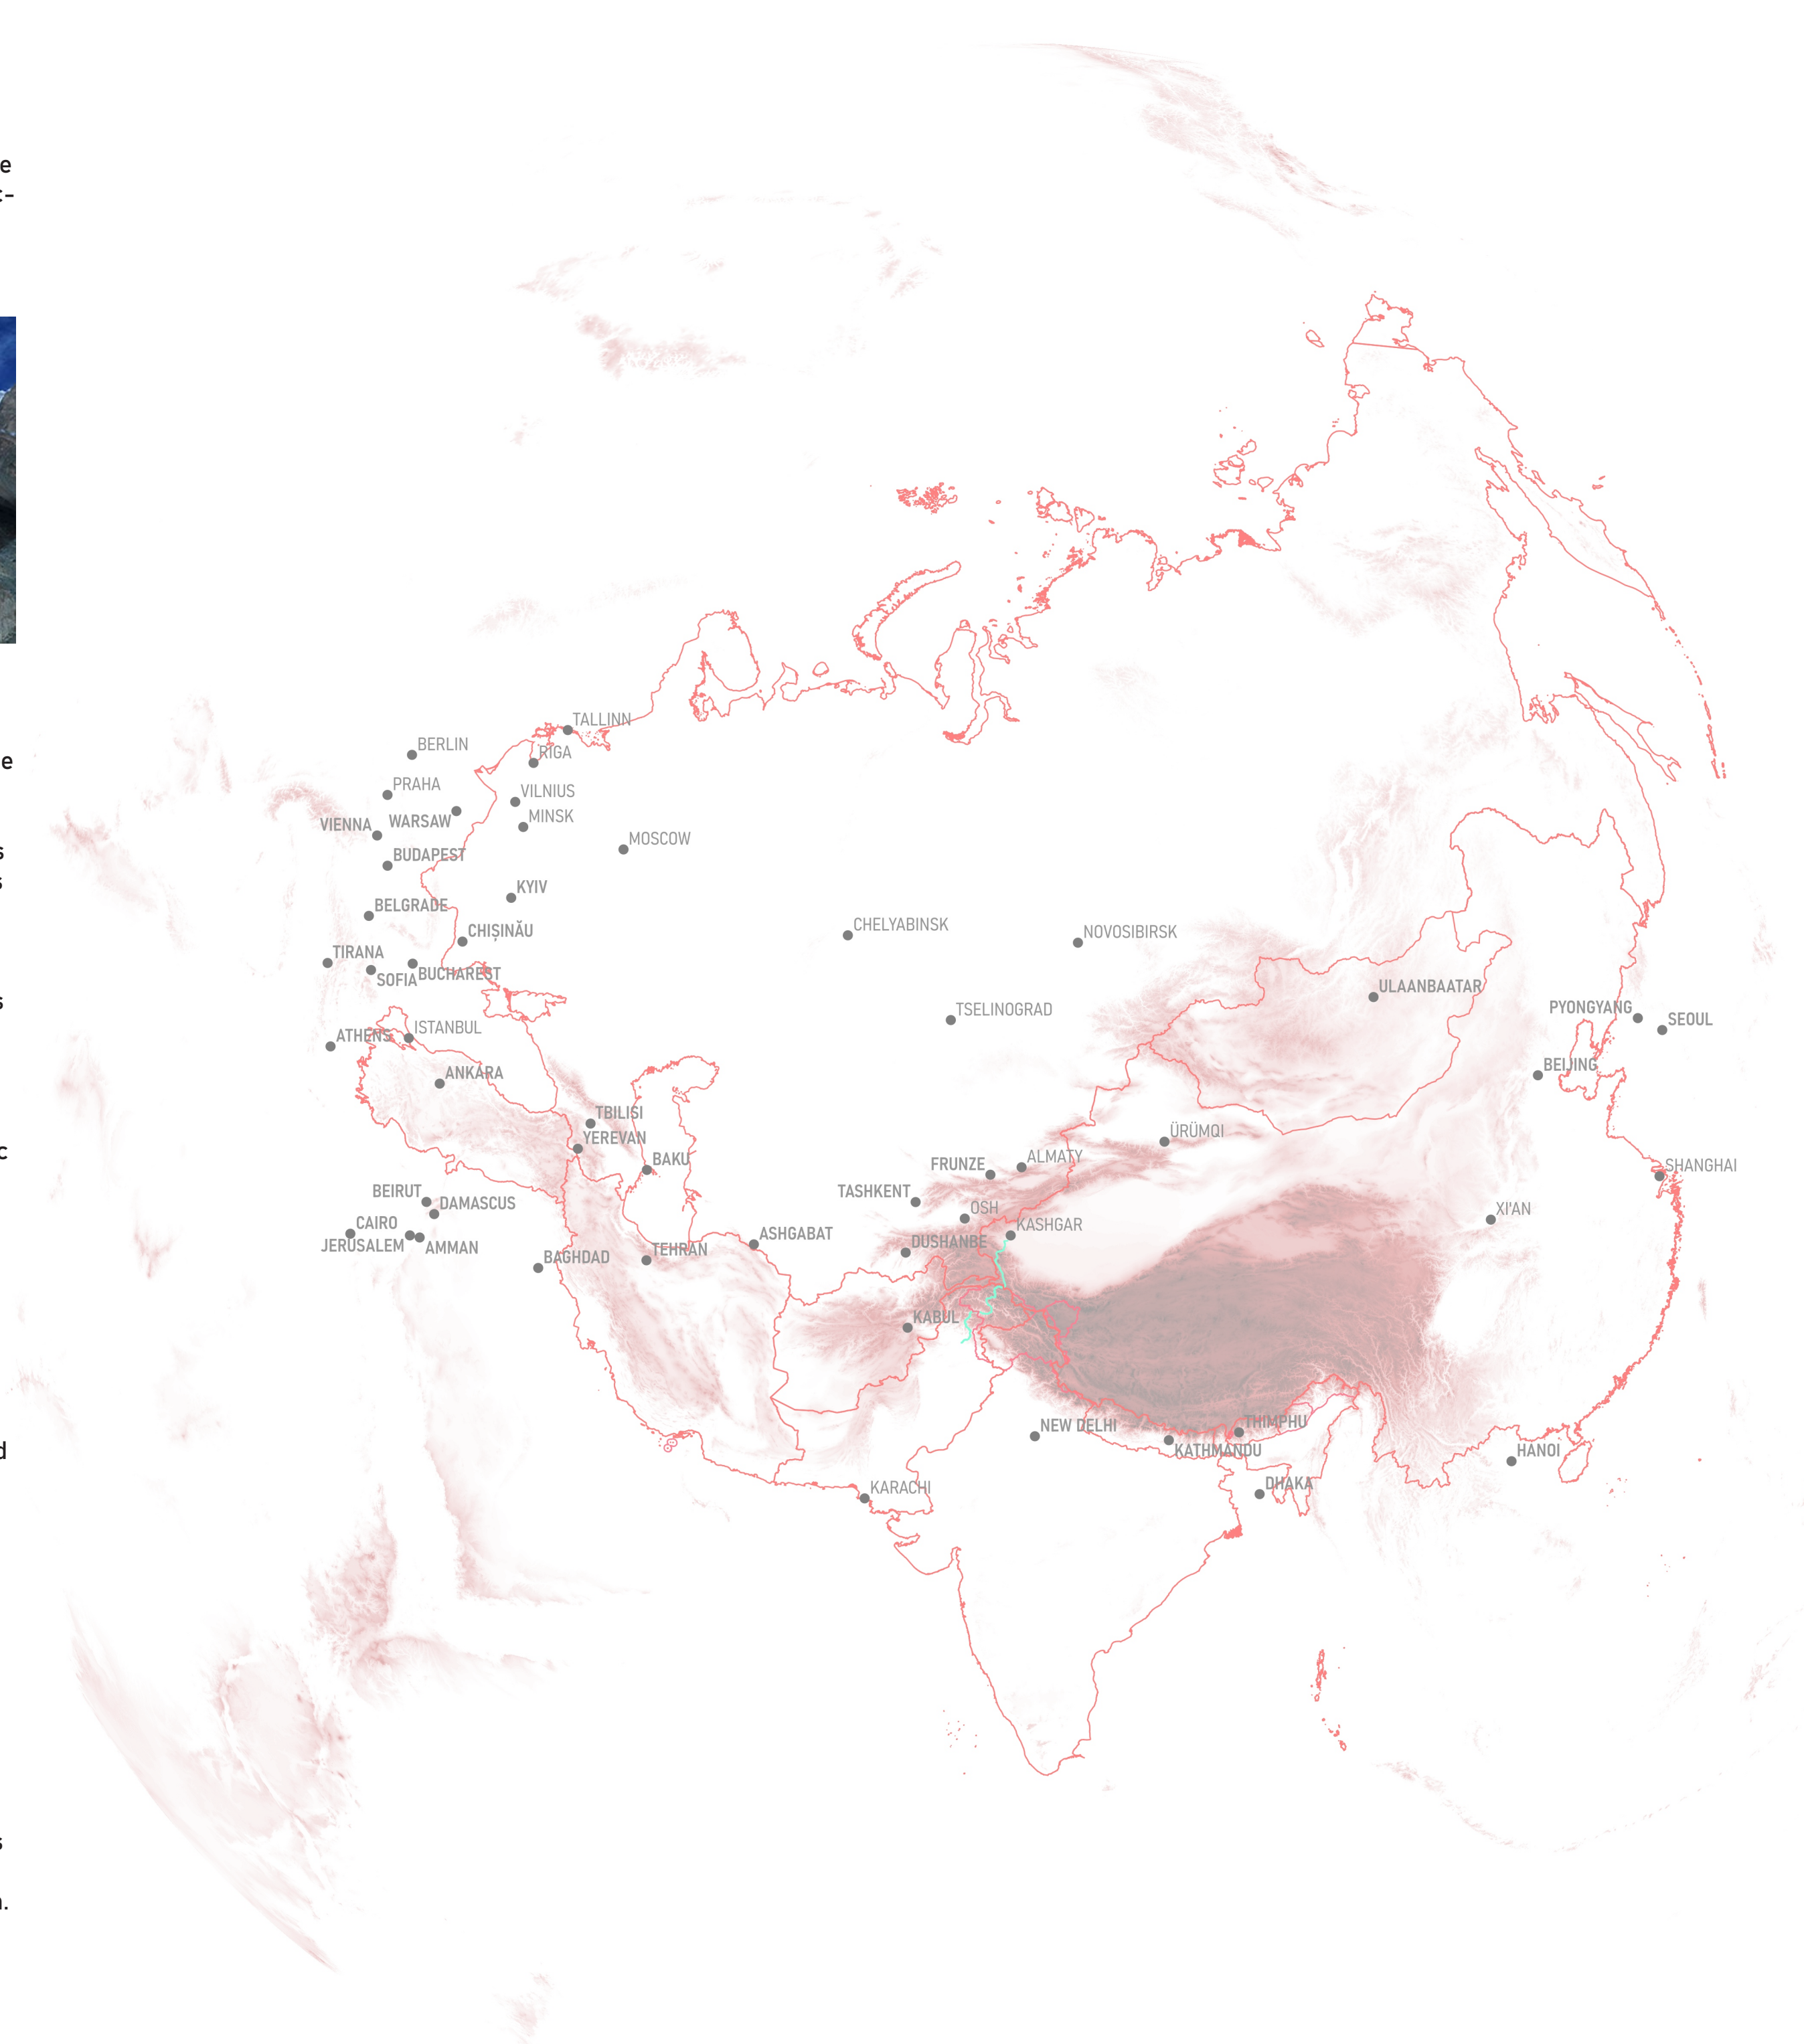 TALLINN
BERLIN
RIGA
PRAHA
VILNIUS
WARSAW
MINSK
VIENNA
MOSCOW
BUDAPEST
KYIV
BELGRADE
CHIȘINĂU
CHELYABINSK
NOVOSIBIRSK
TIRANA
SOFIA
BUCHAREST
ULAANBAATAR
TSELINOGRAD
PYONGYANG
SEOUL
ATHENS
ISTANBUL
BEIJING
ANKARA
TBILISI
YEREVAN
ÜRÜMQI
BAKU
FRUNZE
ALMATY
SHANGHAI
BEIRUT
DAMASCUS
TASHKENT
OSH
XI'AN
CAIRO
KASHGAR
JERUSALEM
AMMAN
ASHGABAT
DUSHANBE
BAGHDAD
TEHRAN
KABUL
NEW DELHI
THIMPHU
KATHMANDU
HANOI
DHAKA
KARACHI